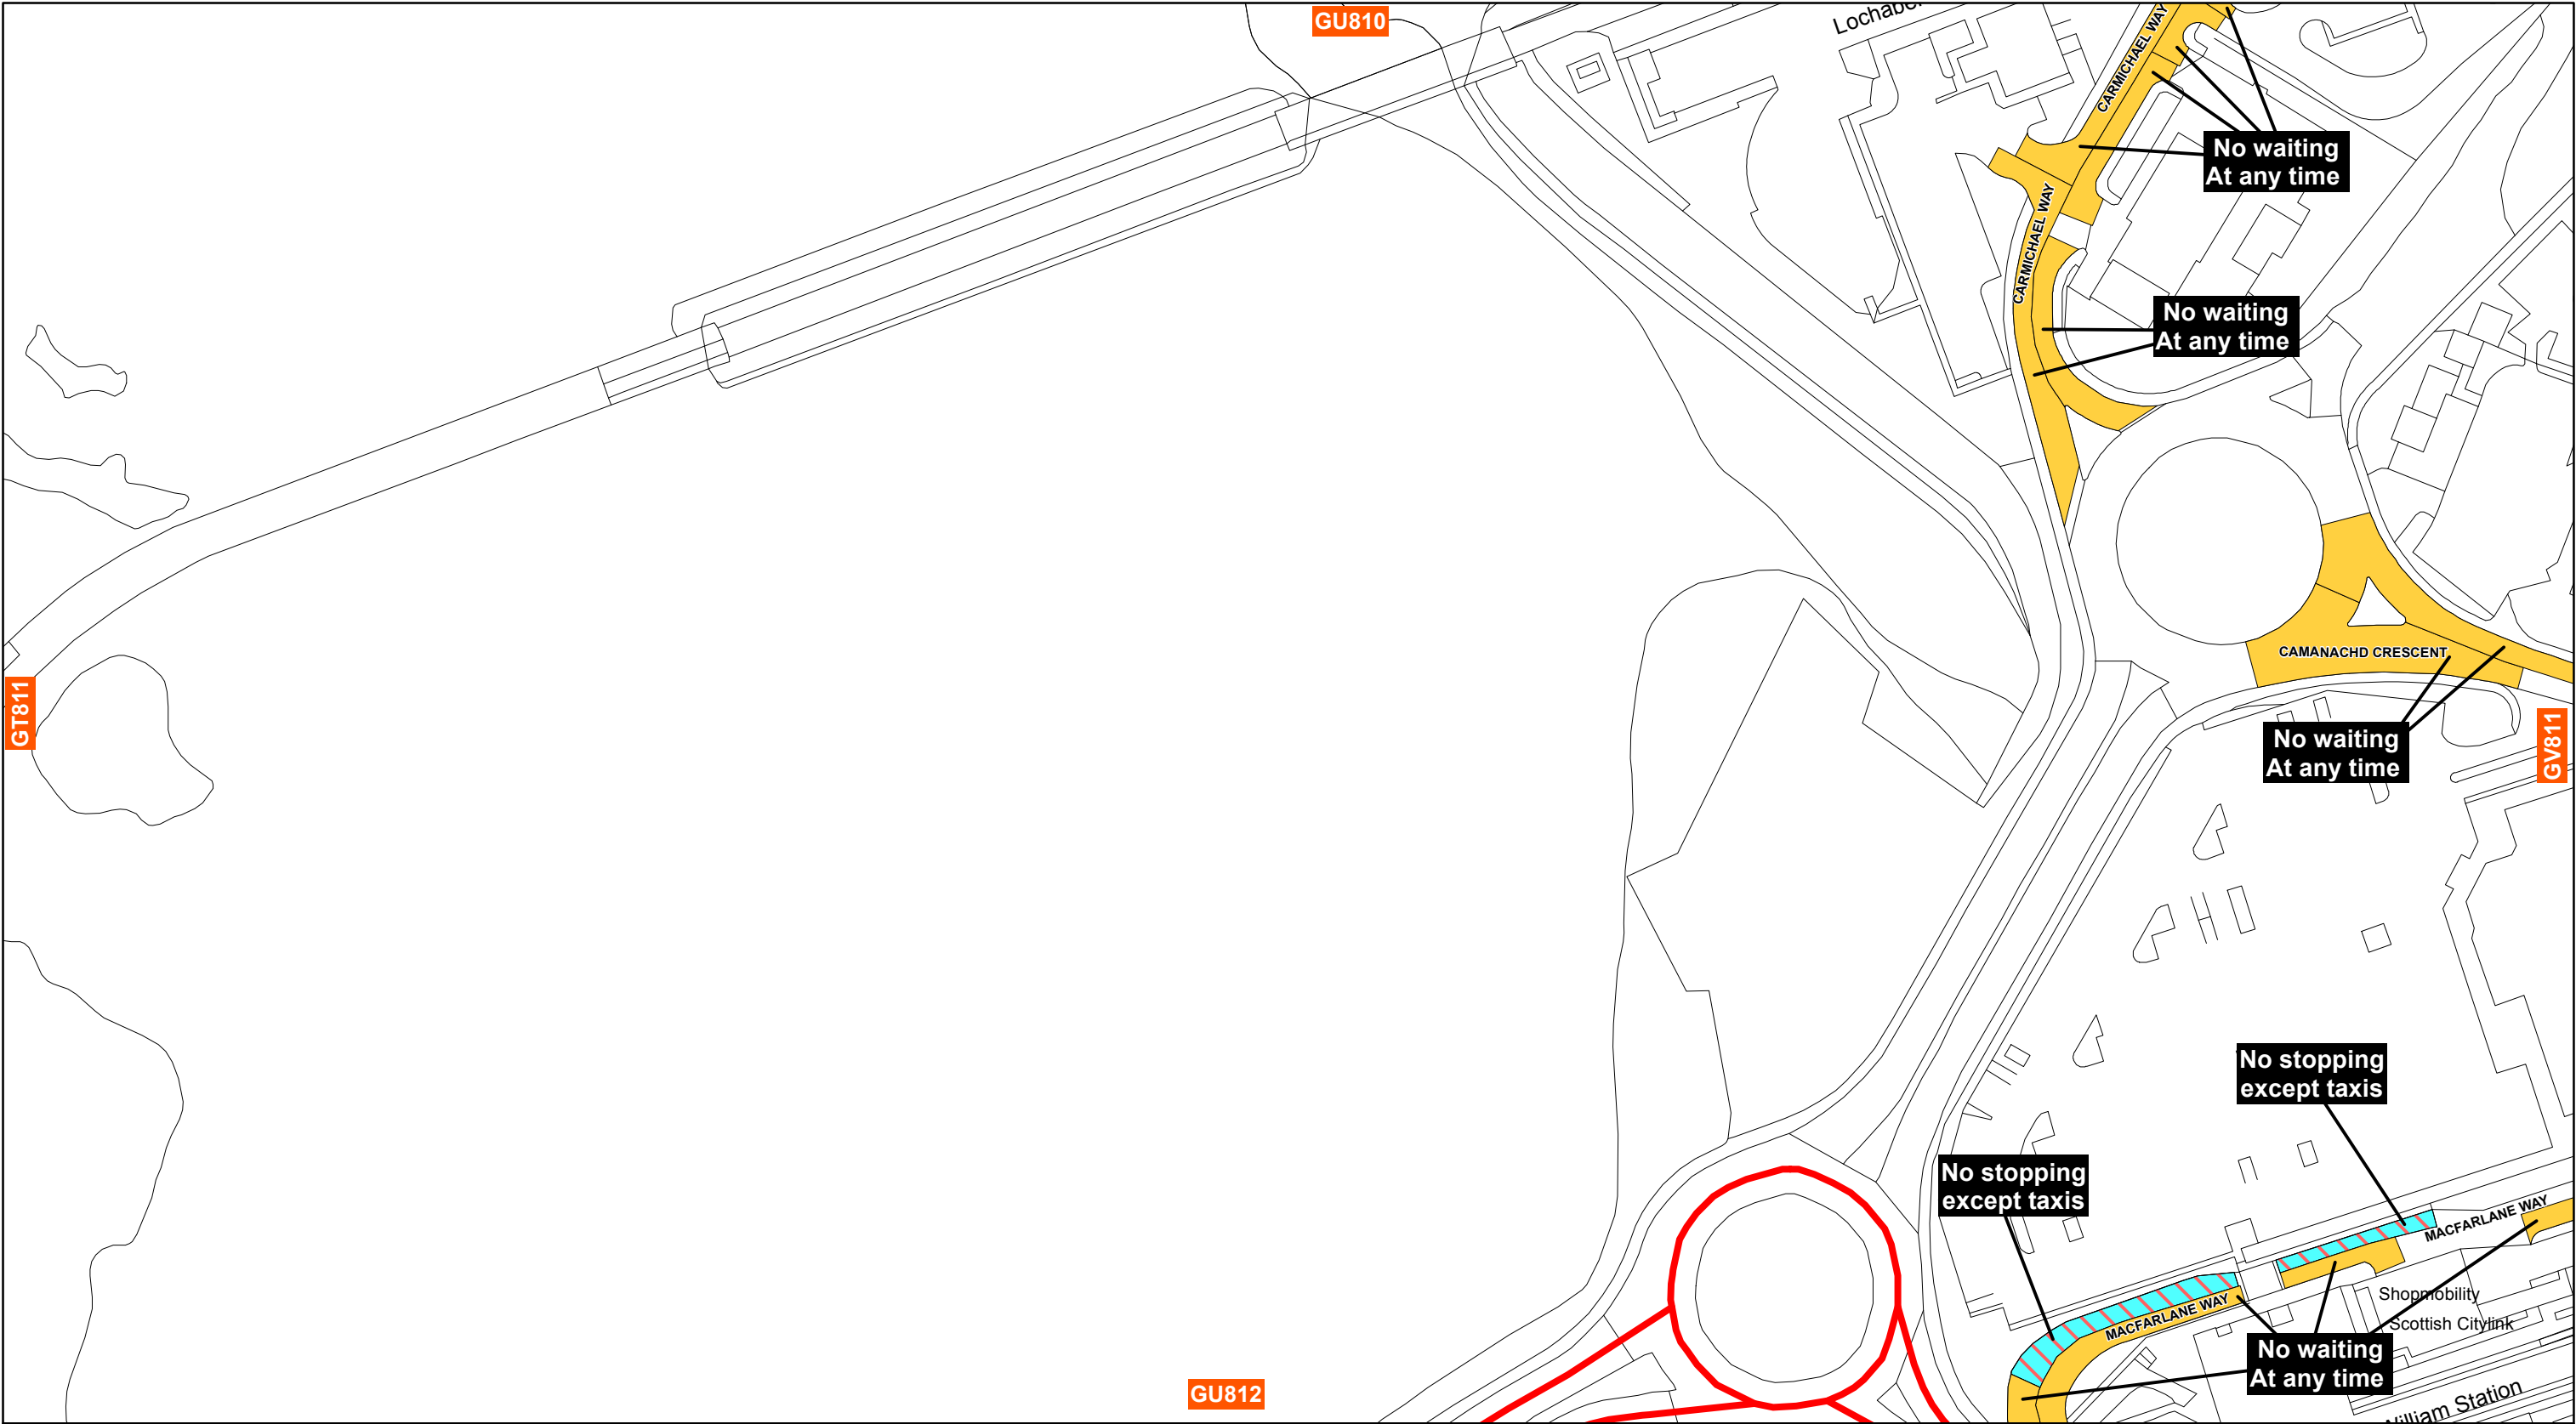 GU810
Lochaber
CARMICHAEL WAY
No waiting
At any time
CARMICHAEL WAY
No waiting
At any time
CAMANACHD CRESCENT
GT811
No waiting
At any time
GV811
No stopping
except taxis
No stopping
except taxis
MACFARLANE WAY
MACFARLANE WAY
Shopmobility
Scottish Citylink
No waiting
At any time
GU812
William Station